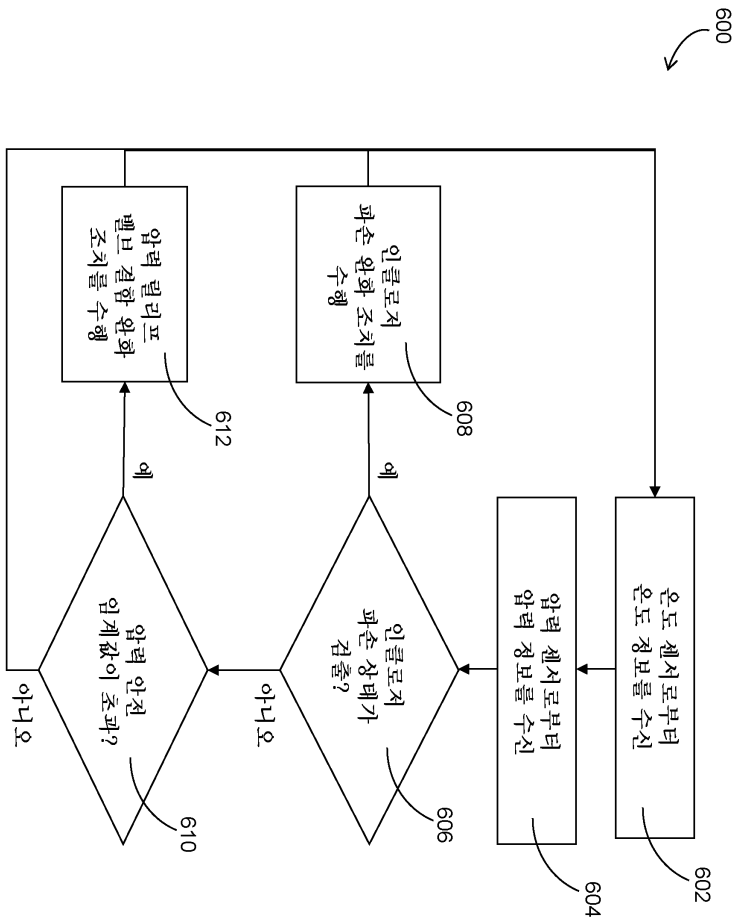 600
온도 센서로부터
온도 정보를 수신
602
압력 센서로부터
압력 정보를 수신
604
인클로저
파손 상태가
검출?
606
예
인클로저
파손 완화 조치를
수행
608
아니오
압력 안전
임계값이 초과?
610
예
압력 릴리프
밸브 결함 완화
조치를 수행
612
아니오